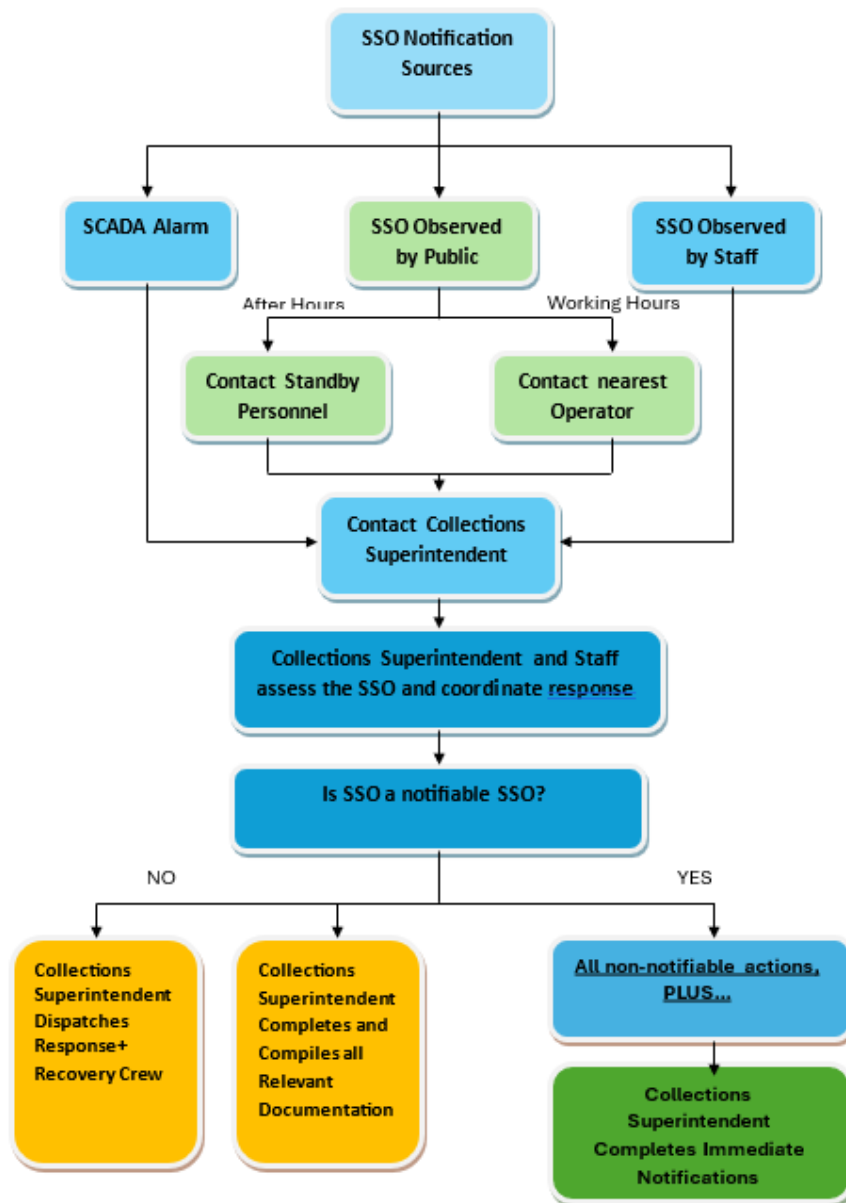 SSO Notification
Sources
SCADA Alarm
SSO Observed
by Public
SSO Observed
by Staff
After Hours
Working Hours
Contact Standby
Personnel
Contact nearest
Operator
Contact Collections
Superintendent
Collections Superintendent and Staff
assess the SSO and coordinate response
Is SSO a notifiable SSO?
NO
YES
Collections
Superintendent
Dispatches
Response+
Recovery Crew
Collections
Superintendent
Completes and
Compiles all
Relevant
Documentation
All non-notifiable actions,
PLUS...
Collections
Superintendent
Completes Immediate
Notifications